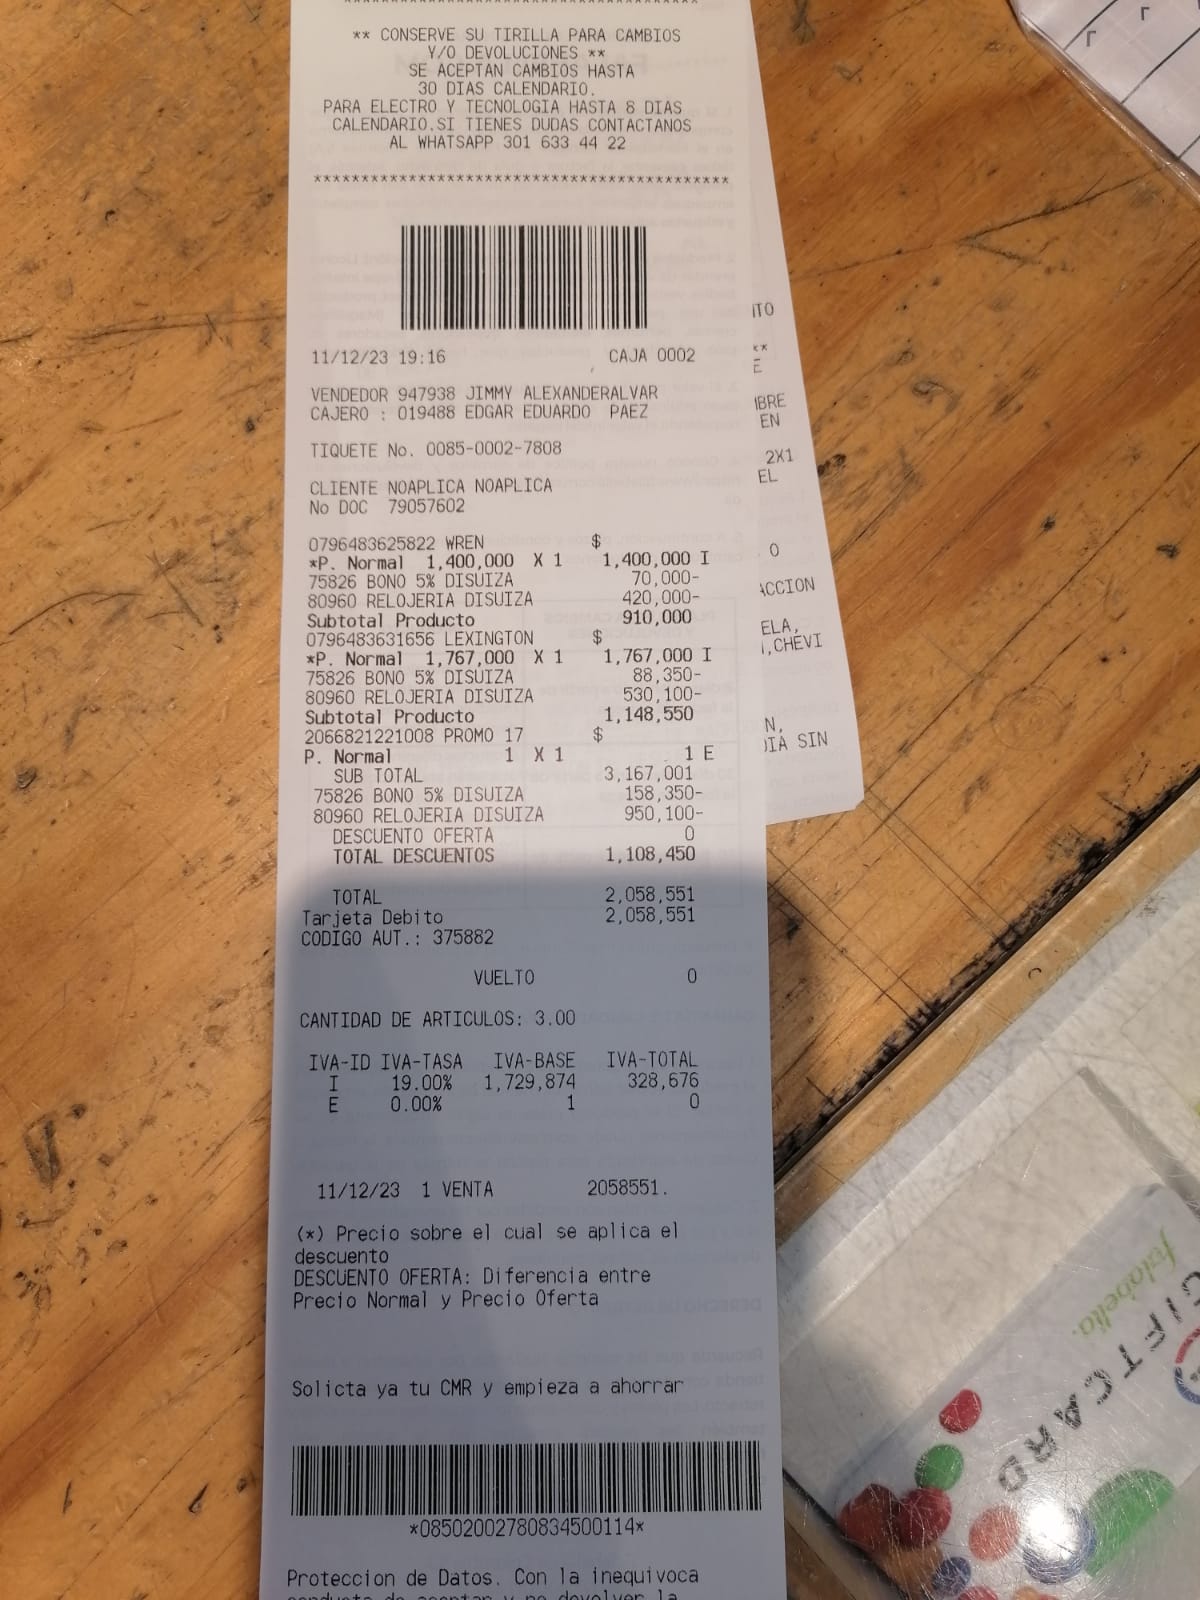 ** CONSERVE SU TIRILLA PARA CAMBIOS
Y/O DEVOLUCIONES **
SE ACEPTAN CAMBIOS HASTA
30 DIAS CALENDARIO.
PARA ELECTRO Y TECNOLOGIA HASTA 8 DIAS
CALENDARIO.SI TIENES DUDAS CONTACTANOS
AL WHATSAPP 301 633 44 22
********************************************
11/12/23 19:16 CAJA 0002
VENDEDOR 947938 JIMMY ALEXANDERALVAR
CAJERO : 019488 EDGAR EDUARDO PAEZ
TIQUETE No. 0085-0002-7808
CLIENTE NOAPLICA NOAPLICA
No DOC 79057602
0796483625822 WREN $
*P. Normal 1,400,000 X 1 1,400,000 I
75826 BONO 5% DISUIZA 70,000-
80960 RELOJERIA DISUIZA 420,000-
Subtotal Producto 910,000
0796483631656 LEXINGTON $
*P. Normal 1,767,000 X 1 1,767,000 I
75826 BONO 5% DISUIZA 88,350-
80960 RELOJERIA DISUIZA 530,100-
Subtotal Producto 1,148,550
2066821221008 PROMO 17 $
P. Normal 1 X 1 1 E
SUB TOTAL 3,167,001
75826 BONO 5% DISUIZA 158,350-
80960 RELOJERIA DISUIZA 950,100-
DESCUENTO OFERTA 0
TOTAL DESCUENTOS 1,108,450
TOTAL 2,058,551
Tarjeta Debito 2,058,551
CODIGO AUT.: 375882
VUELTO 0
CANTIDAD DE ARTICULOS: 3.00
IVA-ID IVA-TASA IVA-BASE IVA-TOTAL
I 19.00% 1,729,874 328,676
E 0.00% 1 0
11/12/23 1 VENTA 2058551.
(*) Precio sobre el cual se aplica el
descuento
DESCUENTO OFERTA: Diferencia entre
Precio Normal y Precio Oferta
Solicta ya tu CMR y empieza a ahorrar
*08502002780834500114*
Proteccion de Datos. Con la inequivoca
conducta de aceptar y no devolver la
EN
2X1
EL
0
ELA,
,CHEVI
N,
SIN
falabella.
GIFTCARD